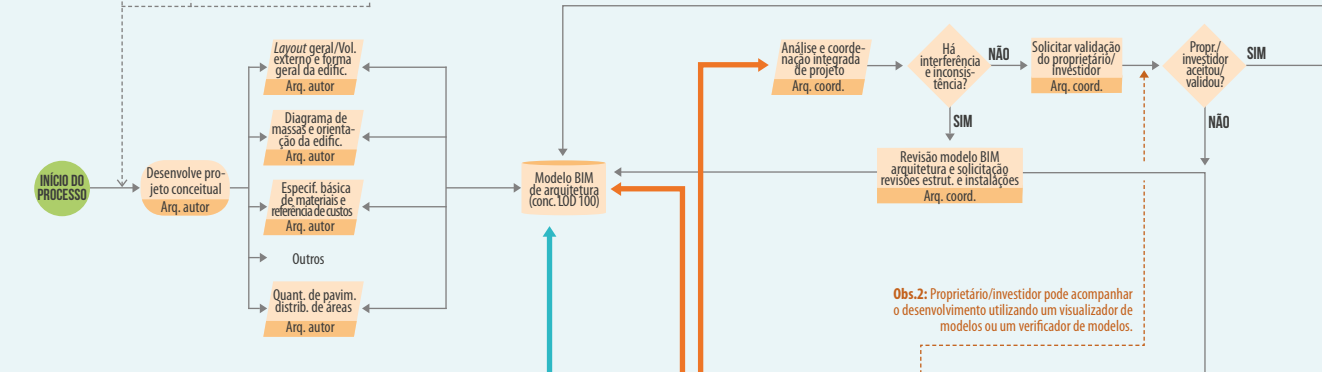 INÍCIO DO
PROCESSO
Desenvolve pro-
jeto conceitual
Arq. autor
Layout geral/Vol.
externo e forma
geral da edific.
Arq. autor
Diagrama de
massas e orienta-
ção da edific.
Arq. autor
Especif. básica
de materiais e
referência de custos
Arq. autor
Outros
Quant. de pavim.
distrib. de áreas
Arq. autor
Modelo BIM
de arquitetura
(conc. LOD 100)
Análise e coorde-
nação integrada
de projeto
Arq. coord.
Há
interferência
e inconsis-
tência?
NÃO
SIM
Solicitar validação
do proprietário/
investidor
Arq. coord.
Propr./
investidor
aceitou/
validou?
SIM
NÃO
Revisão modelo BIM
arquitetura e solicitação
revisões estrut. e instalações
Arq. coord.
Obs.2: Proprietário/investidor pode acompanhar
o desenvolvimento utilizando um visualizador de
modelos ou um verificador de modelos.